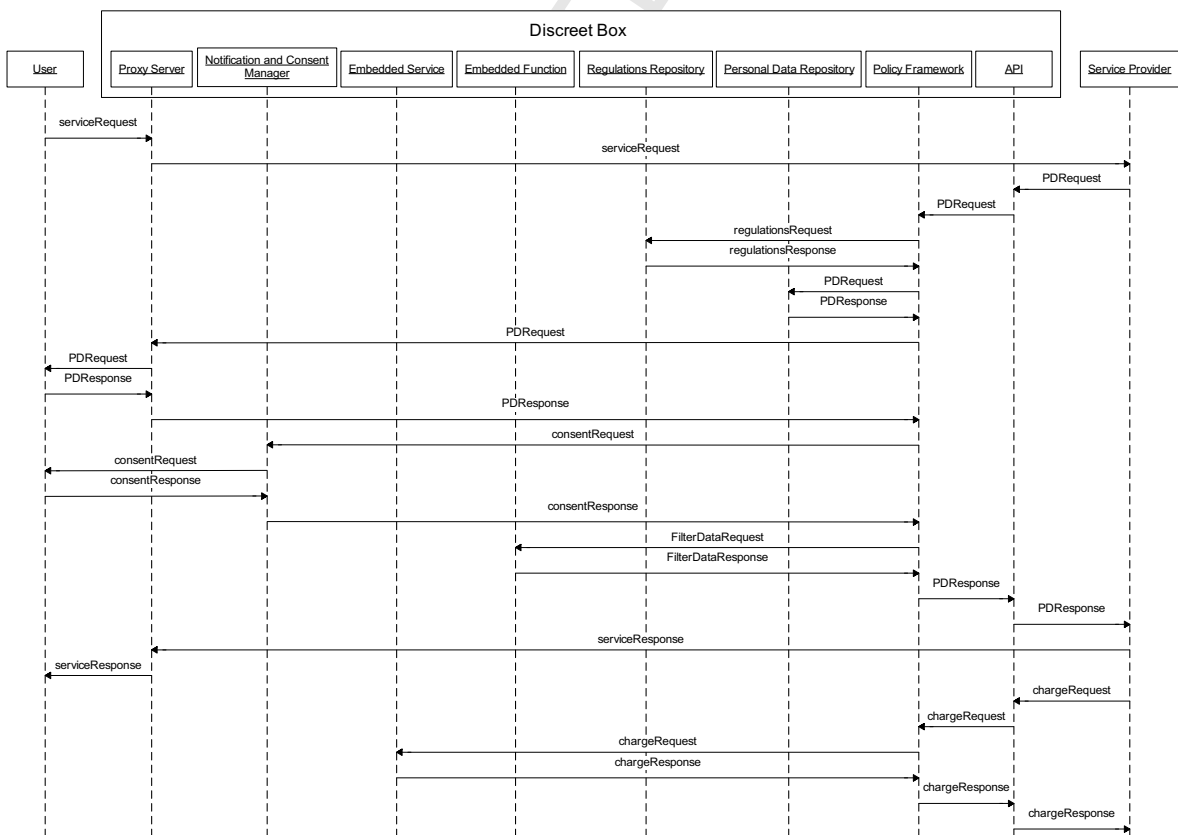 Discreet Box
User
Proxy Server
Notification and Consent
Manager
Embedded Service
Embedded Function
Regulations Repository
Personal Data Repository
Policy Framework
API
Service Provider
serviceRequest
serviceRequest
PDRequest
PDRequest
regulationsRequest
regulationsResponse
PDRequest
PDResponse
PDRequest
PDRequest
PDResponse
PDResponse
consentRequest
consentRequest
consentResponse
consentResponse
FilterDataRequest
FilterDataResponse
PDResponse
PDResponse
serviceResponse
serviceResponse
chargeRequest
chargeRequest
chargeRequest
chargeResponse
chargeResponse
chargeResponse